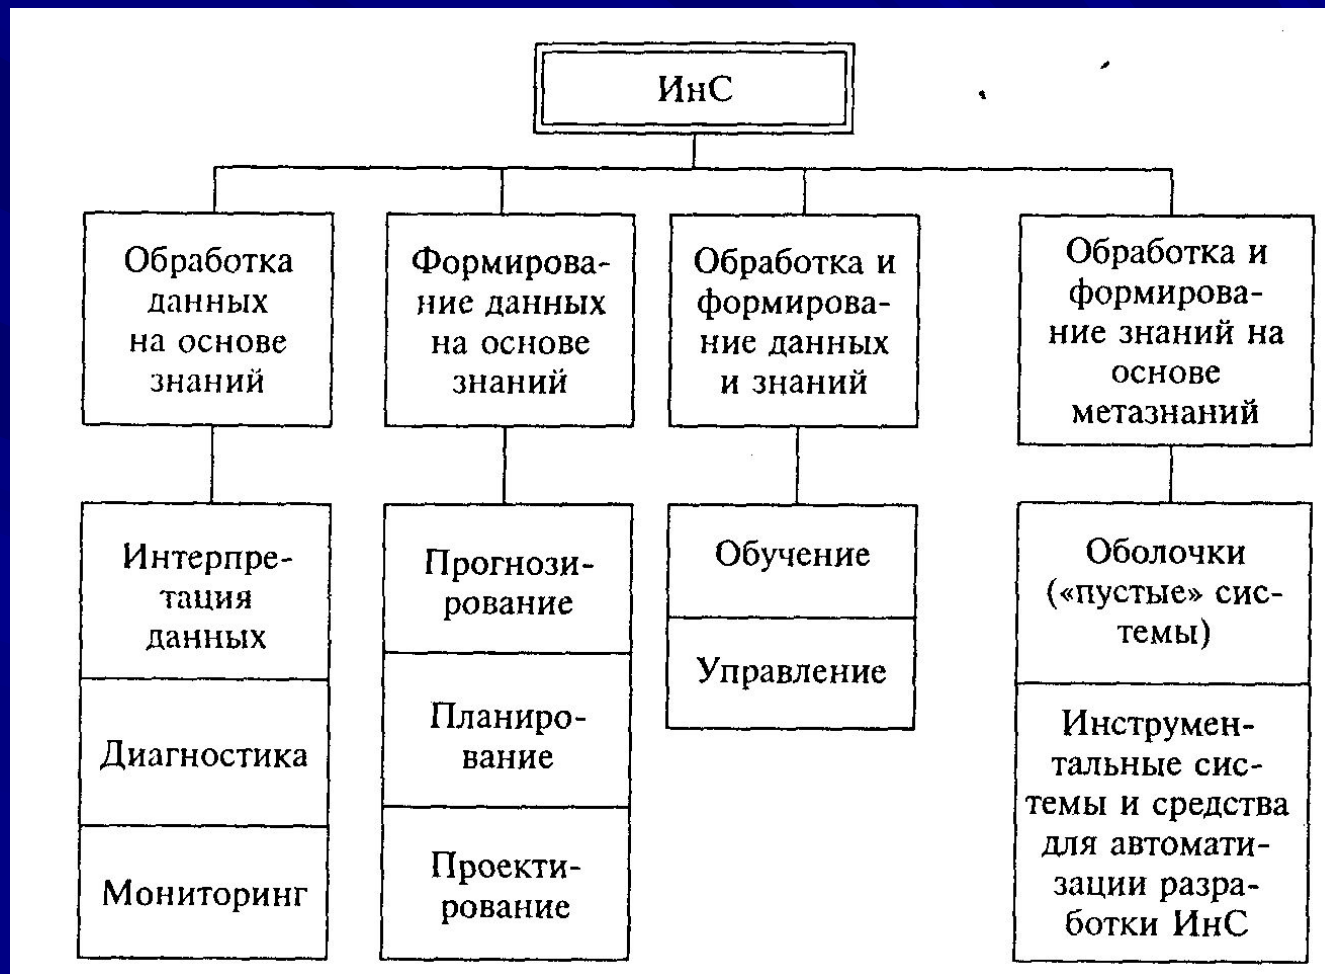 ИнС
Обработка
данных
на основе
знаний
Формирова-
ние данных
на основе
знаний
Обработка и
формирова-
ние данных
и знаний
Обработка и
формирова-
ние знаний на
основе
метазнаний
Интерпре-
тация
данных
Диагностика
Мониторинг
Прогнози-
рование
Планиро-
вание
Проекти-
рование
Обучение
Управление
Оболочки
(«пустые» сис-
темы)
Инструмен-
тальные сис-
темы и средства
для автомати-
зации разра-
ботки ИнС